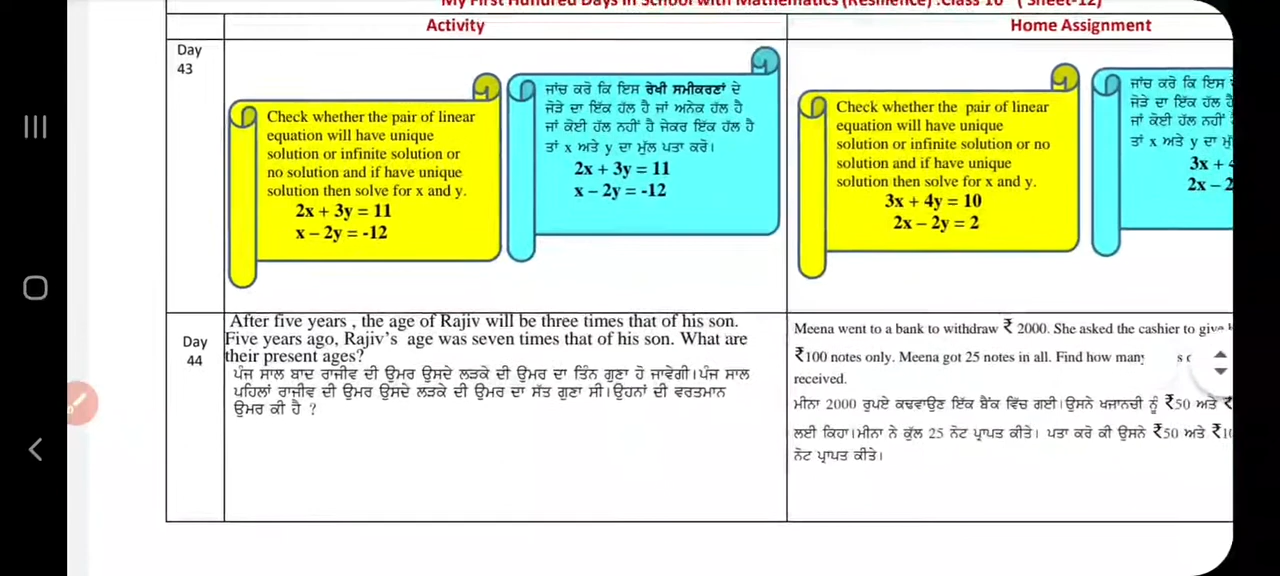 My First Hundred Days in School with Mathematics (Resilience) :Class 10 ( Sheet-12)
Activity
Home Assignment
Day
43
Check whether the pair of linear
equation will have unique
solution or infinite solution or
no solution and if have unique
solution then solve for x and y.
2x + 3y = 11
x – 2y = -12
ਜਾਂਚ ਕਰੋ ਕਿ ਇਸ ਰੇਖੀ ਸਮੀਕਰਣਾਂ ਦੇ
ਜੋੜੇ ਦਾ ਇੱਕ ਹੱਲ ਹੈ ਜਾਂ ਅਨੇਕ ਹੱਲ ਹੈ
ਜਾਂ ਕੋਈ ਹੱਲ ਨਹੀਂ ਹੈ ਜੇਕਰ ਇੱਕ ਹੱਲ ਹੈ
ਤਾਂ x ਅਤੇ y ਦਾ ਮੁੱਲ ਪਤਾ ਕਰੋ।
2x + 3y = 11
x – 2y = -12
Check whether the pair of linear
equation will have unique
solution or infinite solution or no
solution and if have unique
solution then solve for x and y.
3x + 4y = 10
2x – 2y = 2
ਜਾਂਚ ਕਰੋ ਕਿ ਇਸ
ਜੋੜੇ ਦਾ ਇੱਕ ਹੱਲ ਹੈ
ਜਾਂ ਕੋਈ ਹੱਲ ਨਹੀਂ
ਤਾਂ x ਅਤੇ y ਦਾ
3x +
2x – 2
Day
44
After five years , the age of Rajiv will be three times that of his son.
Five years ago, Rajiv's age was seven times that of his son. What are
their present ages?
ਪੰਜ ਸਾਲ ਬਾਦ ਰਾਜੀਵ ਦੀ ਉਮਰ ਉਸਦੇ ਲੜਕੇ ਦੀ ਉਮਰ ਦਾ ਤਿੰਨ ਗੁਣਾ ਹੋ ਜਾਵੇਗੀ।ਪੰਜ ਸਾਲ
ਪਹਿਲਾਂ ਰਾਜੀਵ ਦੀ ਉਮਰ ਉਸਦੇ ਲੜਕੇ ਦੀ ਉਮਰ ਦਾ ਸੱਤ ਗੁਣਾ ਸੀ।ਉਹਨਾਂ ਦੀ ਵਰਤਮਾਨ
ਉਮਰ ਕੀ ਹੈ ?
Meena went to a bank to withdraw ₹ 2000. She asked the cashier to give
₹100 notes only. Meena got 25 notes in all. Find how many
received.
ਮੀਨਾ 2000 ਰੁਪਏ ਕਢਵਾਉਣ ਇੱਕ ਬੈਂਕ ਵਿੱਚ ਗਈ।ਉਸਨੇ ਖਜਾਨਚੀ ਨੂੰ ₹50 ਅਤੇ ₹
ਲਈ ਕਿਹਾ।ਮੀਨਾ ਨੇ ਕੁੱਲ 25 ਨੋਟ ਪ੍ਰਾਪਤ ਕੀਤੇ। ਪਤਾ ਕਰੋ ਕੀ ਉਸਨੇ ₹50 ਅਤੇ ₹10
ਨੋਟ ਪ੍ਰਾਪਤ ਕੀਤੇ।